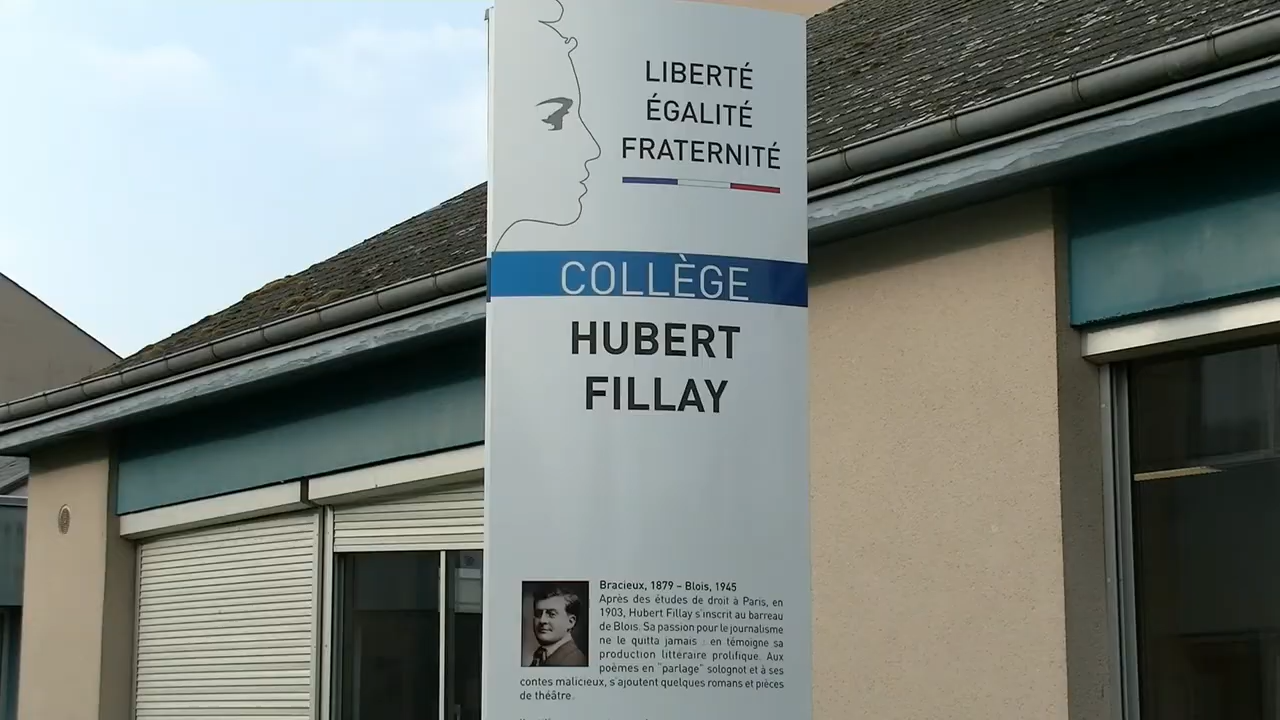 LIBERTÉ
ÉGALITÉ
FRATERNITÉ
COLLÈGE
HUBERT
FILLAY
Bracieux, 1879 – Blois, 1945
Après des études de droit à Paris, en
1903, Hubert Fillay s'inscrit au barreau
de Blois. Sa passion pour le journalisme
ne le quitta jamais : en témoigne sa
production littéraire prolifique. Aux
poèmes en "parlage" solognot et à ses
contes malicieux, s'ajoutent quelques romans et pièces
de théâtre.